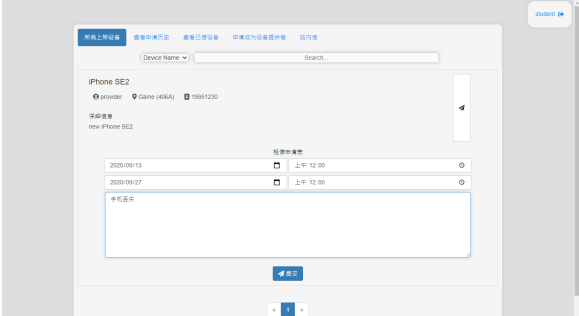 student
所有上架设备 查看申请历史 查看已借设备 申请成为设备提供者 站内信
Device Name Search...
iPhone SE2
provider Game (406A) 19951230
详细信息
new iPhone SE2
租借申请表
2020/09/13 上午 12:00
2020/09/27 上午 12:00
手机丢失
提交
« 1 »